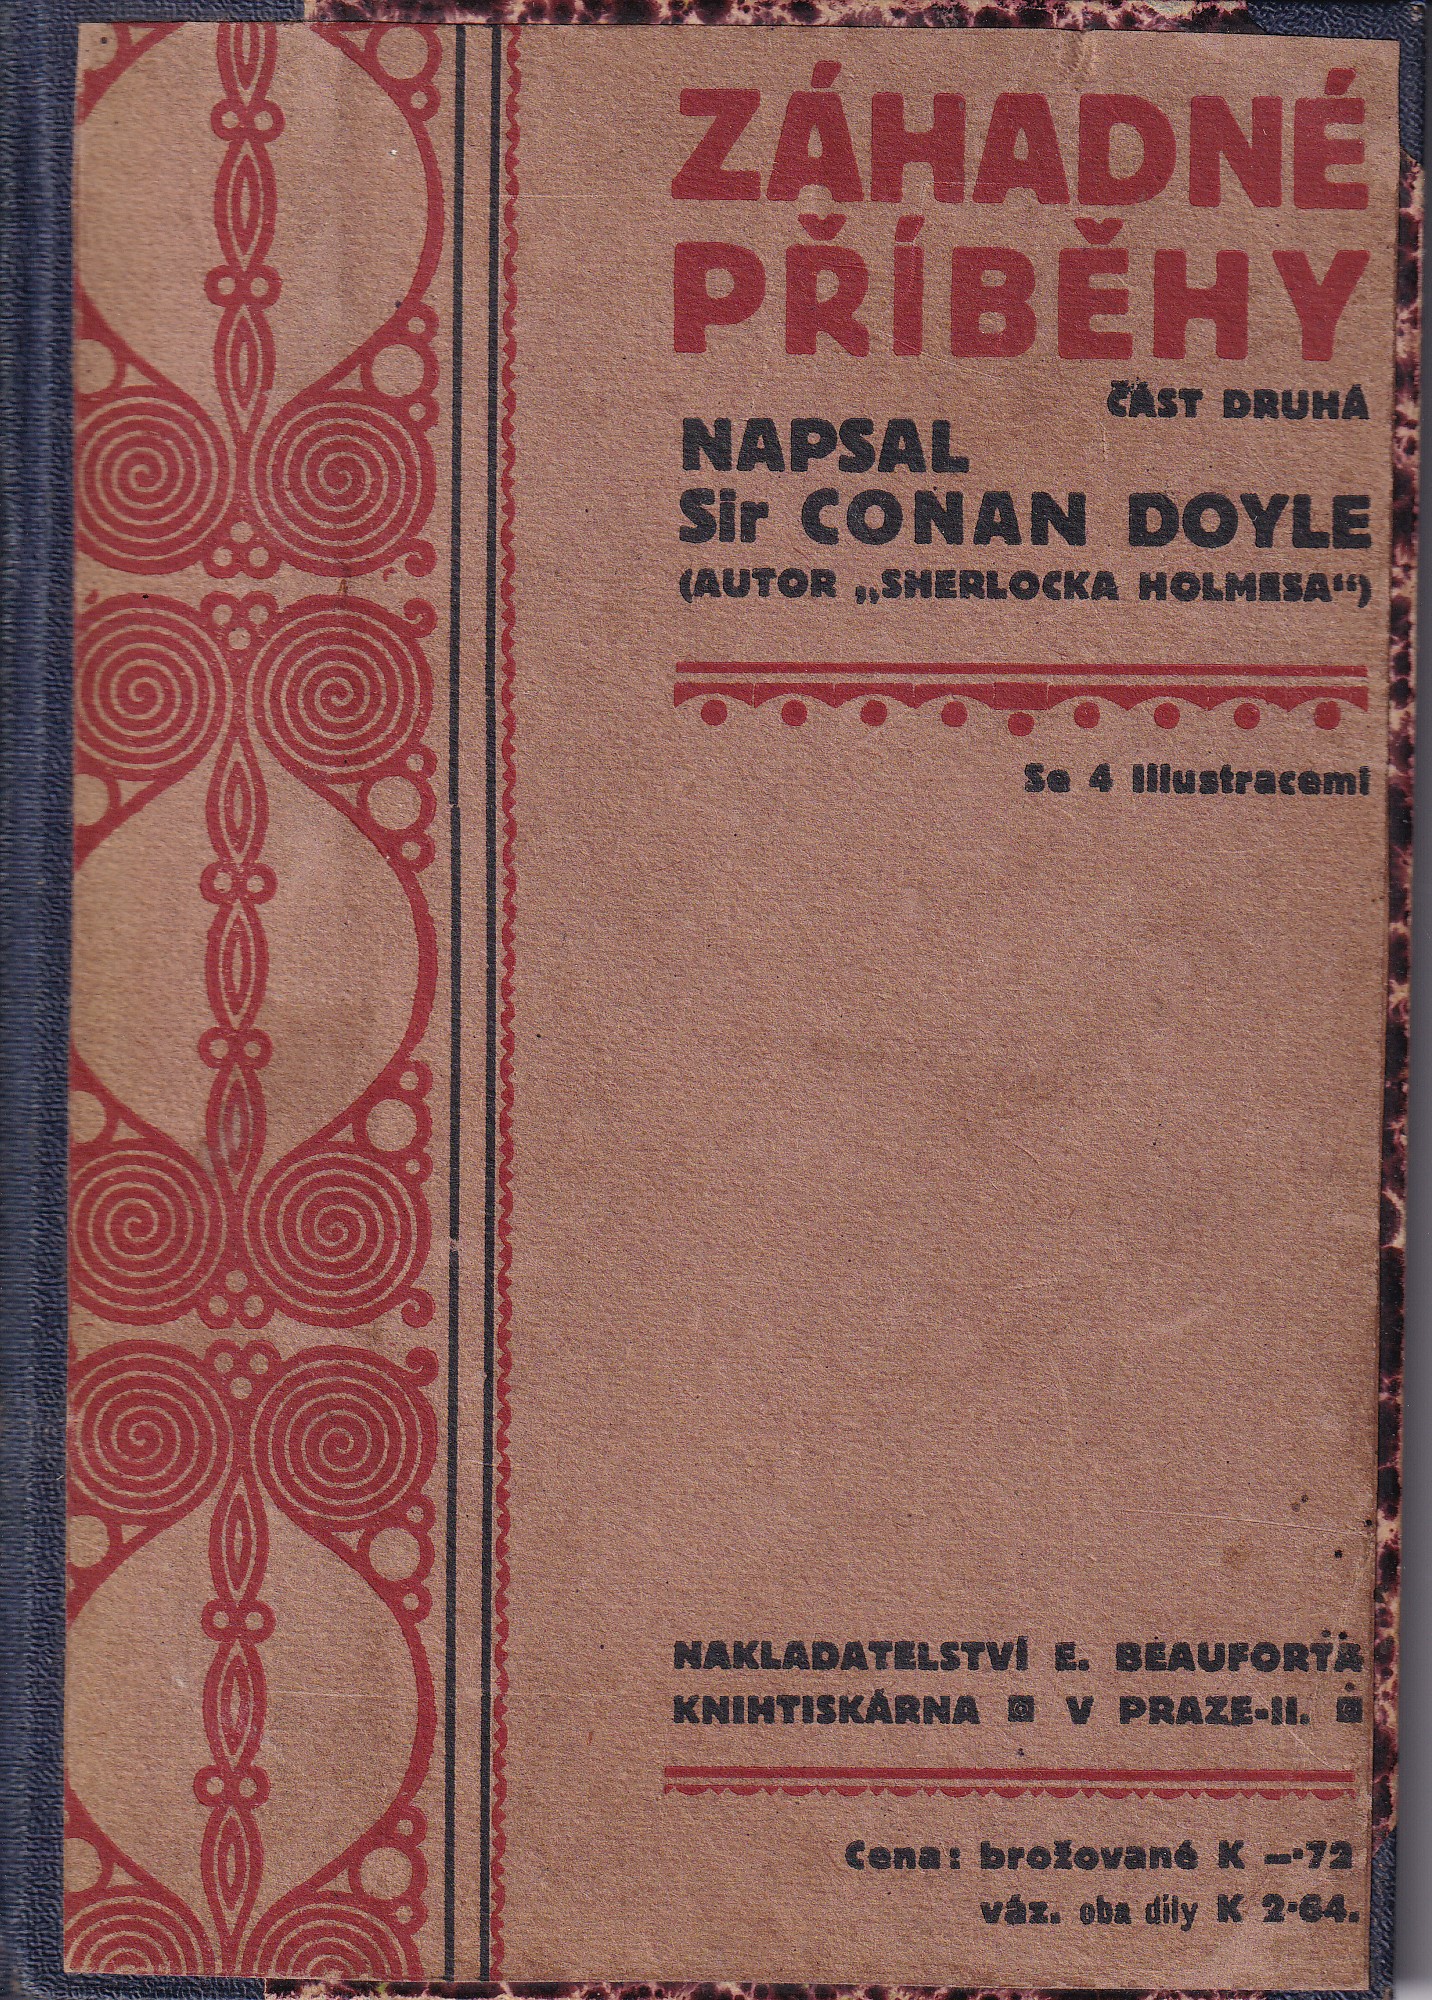 ZÁHADNÉ
PŘÍBĚHY
ČÁST DRUHÁ
NAPSAL
Sir CONAN DOYLE
(AUTOR „SHERLOCKA HOLMESA“)
Se 4 illustracemi
NAKLADATELSTVÍ E. BEAUFORTA
KNIHTISKÁRNA V PRAZE-II.
Cena: brožované K —·72
váz. oba díly K 2·64.